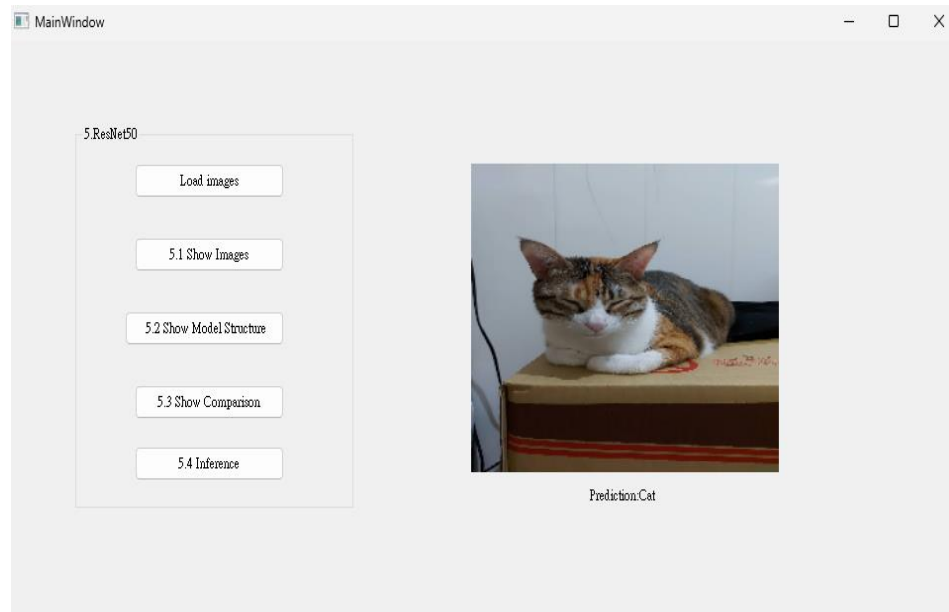 MainWindow
5.ResNet50
Load images
5.1 Show Images
5.2 Show Model Structure
5.3 Show Comparison
5.4 Inference
Prediction:Cat